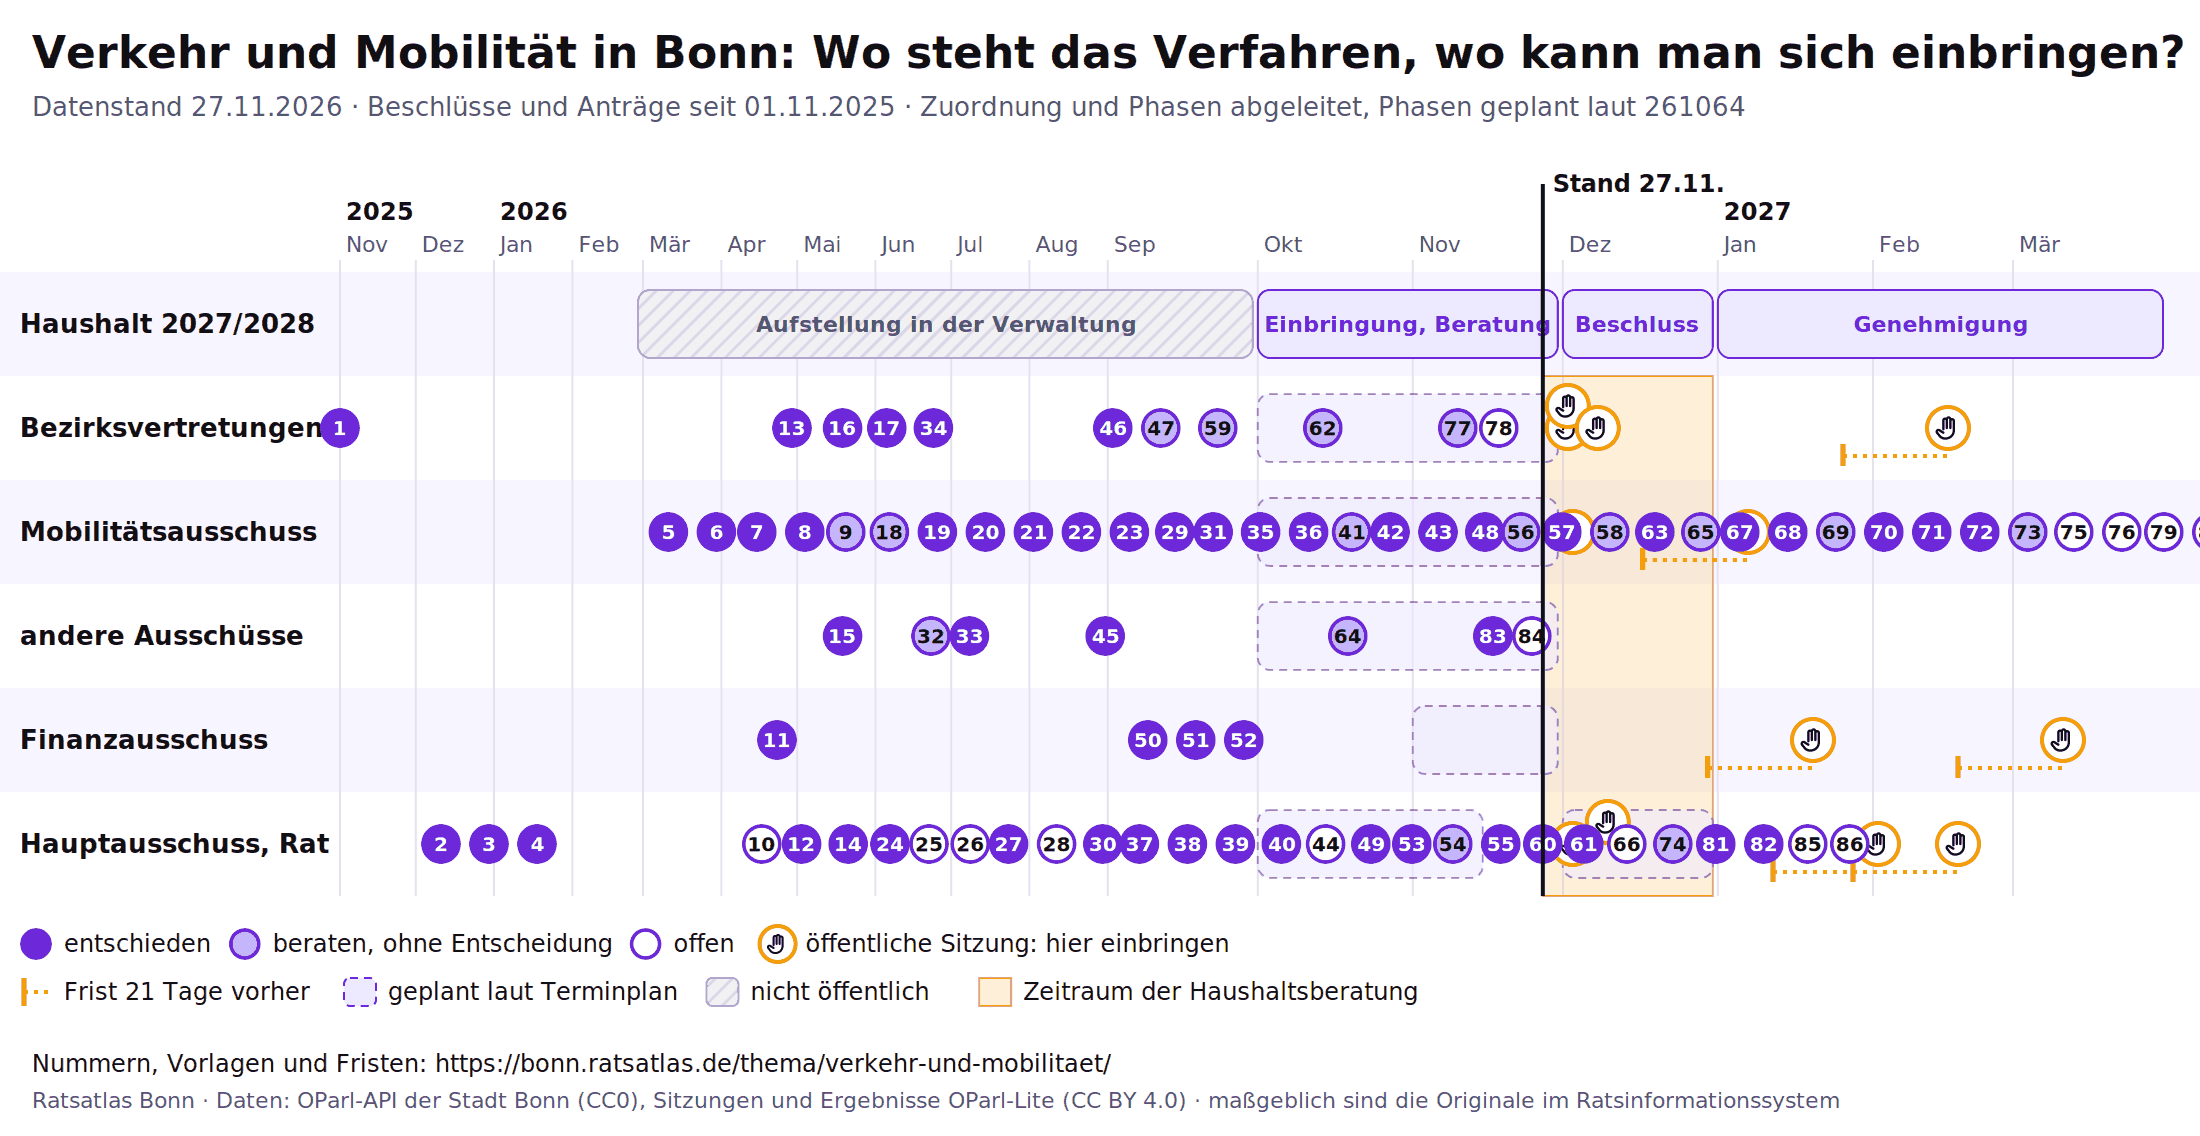 Verkehr und Mobilität in Bonn: Wo steht das Verfahren, wo kann man sich einbringen?
Datenstand 27.11.2026 · Beschlüsse und Anträge seit 01.11.2025 · Zuordnung und Phasen abgeleitet, Phasen geplant laut 261064
Stand 27.11.
2025 2026 2027
Nov Dez Jan Feb Mär Apr Mai Jun Jul Aug Sep Okt Nov Dez Jan Feb Mär
Haushalt 2027/2028 Aufstellung in der Verwaltung Einbringung, Beratung Beschluss Genehmigung
Bezirksvertretungen 1 13 16 17 34 46 47 59 62 77 78
Mobilitätsausschuss 5 6 7 8 9 18 19 20 21 22 23 29 31 35 36 41 42 43 48 56 57 58 63 65 67 68 69 70 71 72 73 75 76 79
andere Ausschüsse 15 32 33 45 64 83 84
Finanzausschuss 11 50 51 52
Hauptausschuss, Rat 2 3 4 10 12 14 24 25 26 27 28 30 37 38 39 40 44 49 53 54 55 60 61 66 74 81 82 85 86
entschieden beraten, ohne Entscheidung offen öffentliche Sitzung: hier einbringen
Frist 21 Tage vorher geplant laut Terminplan nicht öffentlich Zeitraum der Haushaltsberatung
Nummern, Vorlagen und Fristen: https://bonn.ratsatlas.de/thema/verkehr-und-mobilitaet/
Ratsatlas Bonn · Daten: OParl-API der Stadt Bonn (CC0), Sitzungen und Ergebnisse OParl-Lite (CC BY 4.0) · maßgeblich sind die Originale im Ratsinformationssystem